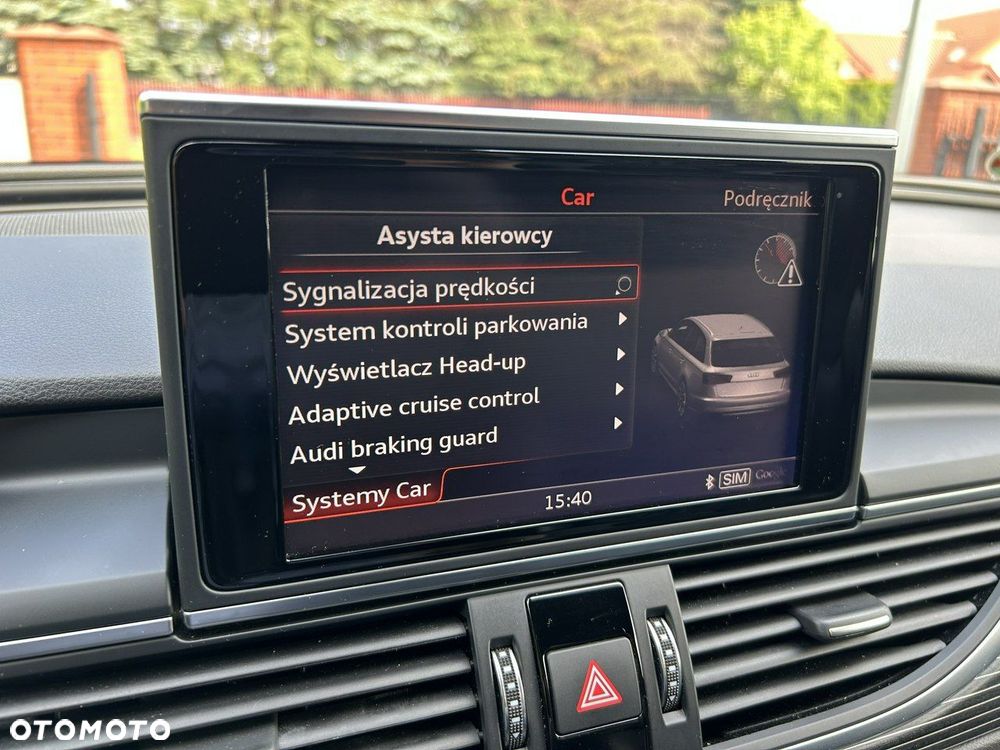 Car
Podręcznik
Asysta kierowcy
Sygnalizacja prędkości
System kontroli parkowania
Wyświetlacz Head-up
Adaptive cruise control
Audi braking guard
Systemy Car
15:40
SIM
Google
OTOMOTO